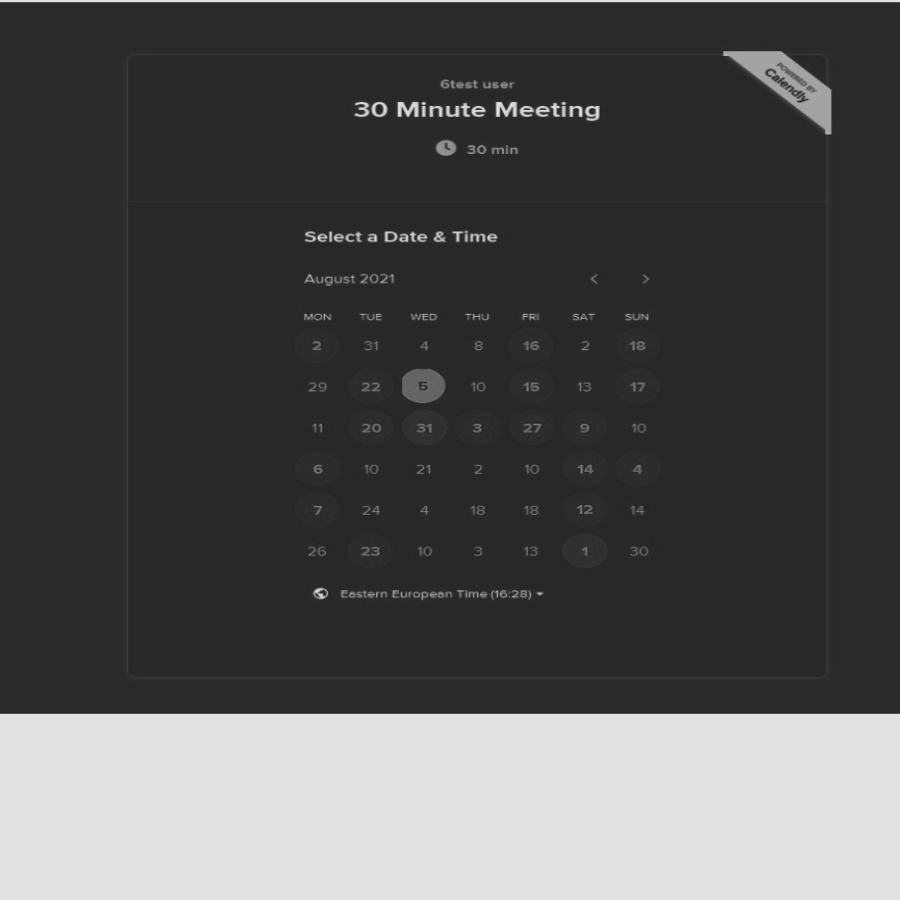 POWERED BY
Calendly
6test user
30 Minute Meeting
30 min
Select a Date & Time
August 2021
< >
MON TUE WED THU FRI SAT SUN
2 31 4 8 16 2 18
29 22 5 10 15 13 17
11 20 31 3 27 9 10
6 10 21 2 10 14 4
7 24 4 18 18 12 14
26 23 10 3 13 1 30
Eastern European Time (16:28)